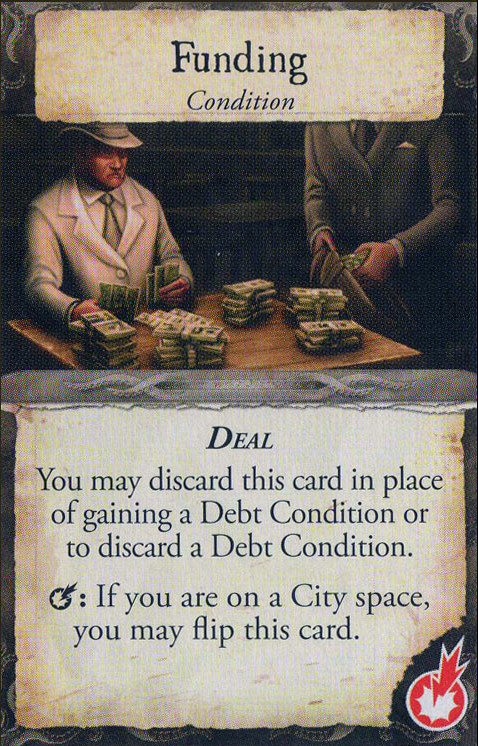 Funding
Condition
Deal
You may discard this card in place
of gaining a Debt Condition or
to discard a Debt Condition.
: If you are on a City space,
you may flip this card.